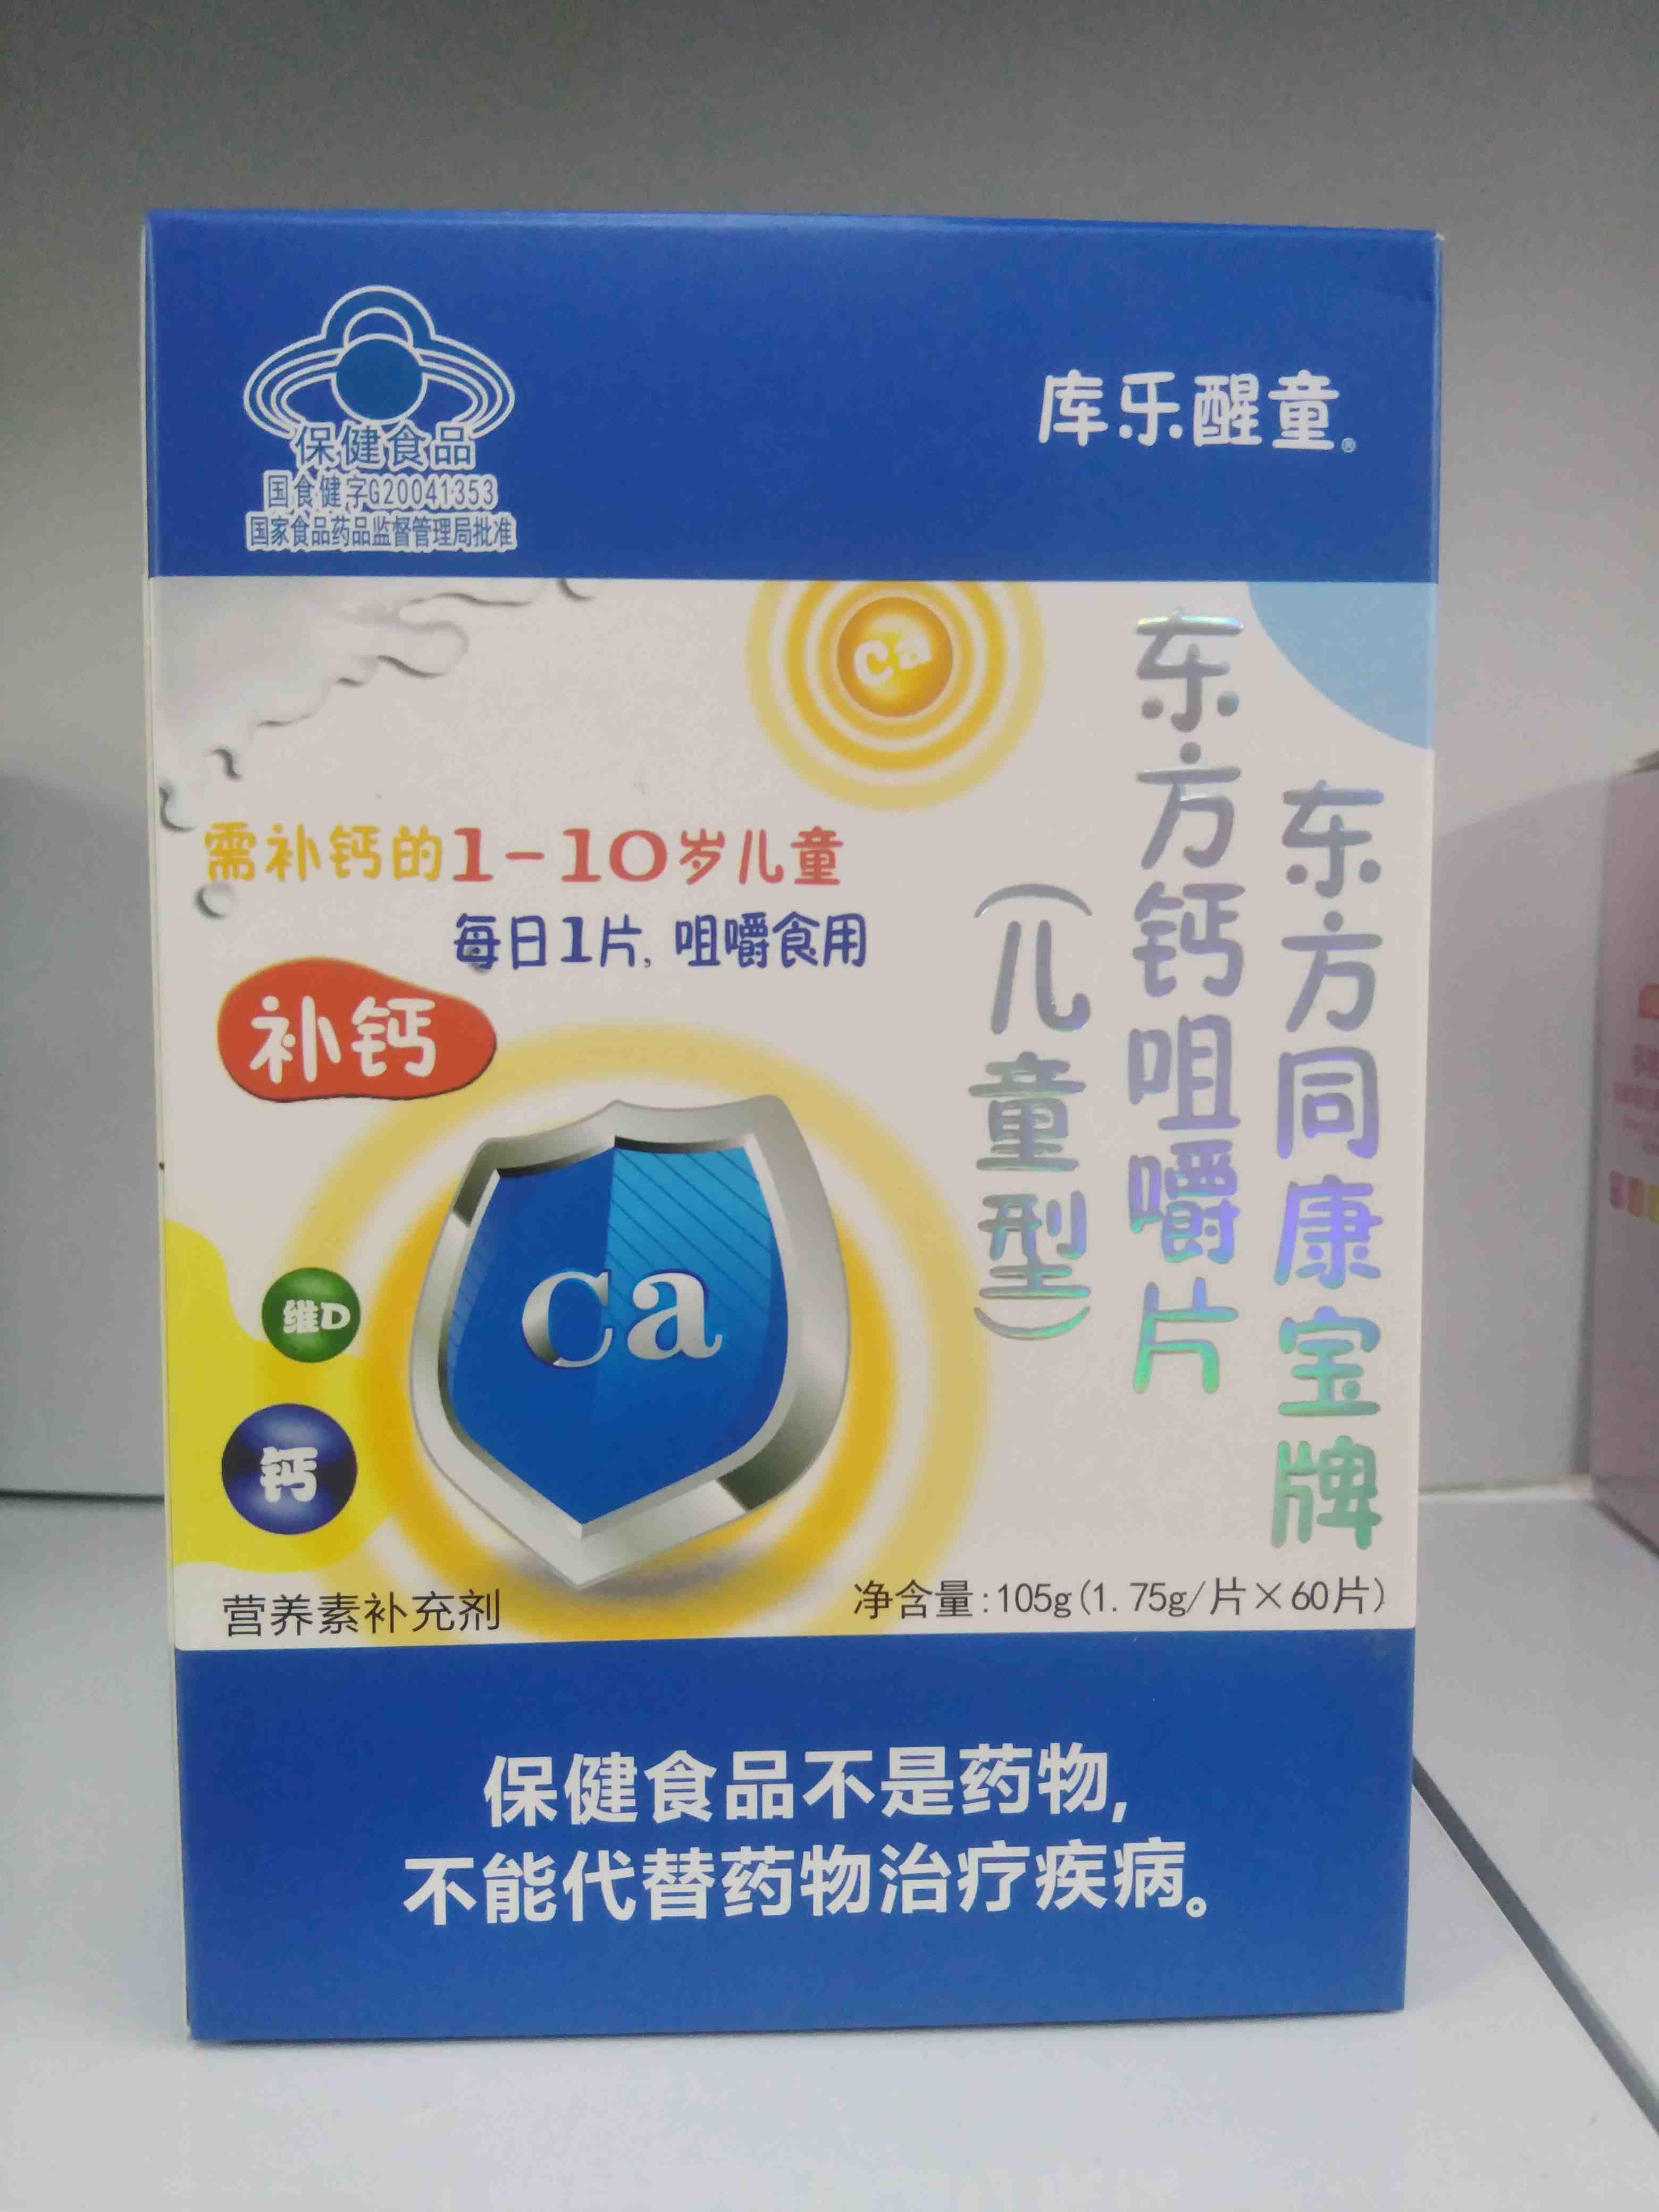 保健食品
国食健字G20041353
国家食品药品监督管理局批准
库乐醒童®
Ca
东方同康宝牌
东方钙咀嚼片
(儿童型)
需补钙的1-10岁儿童
每日1片, 咀嚼食用
补钙
Ca
维D
钙
营养素补充剂
净含量:105g(1.75g/片×60片)
保健食品不是药物,
不能代替药物治疗疾病。